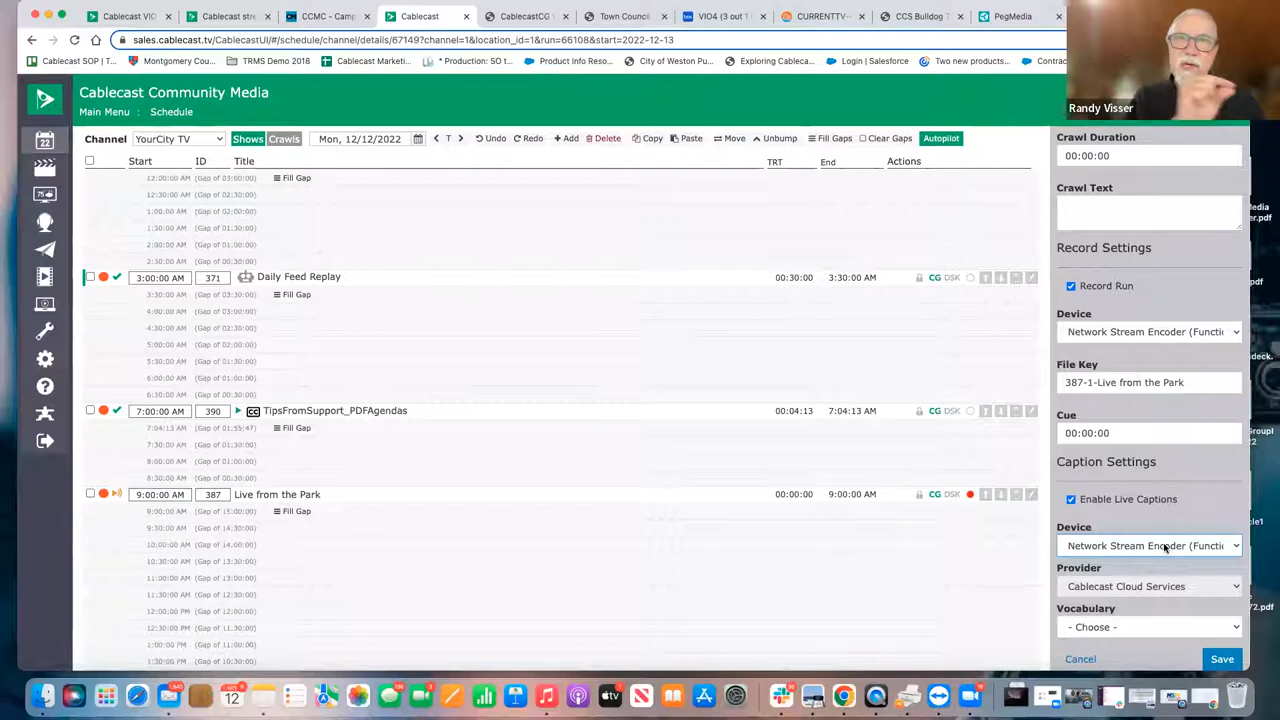 Cablecast VIO
Cablecast stre
CCMC - Camp
Cablecast
CablecastCG
Town Council
VIO4 (3 out
CURRENTTV-
CCS Bulldog T
PegMedia
sales.cablecast.tv/CablecastUI/#/schedule/channel/details/67149?channel=1&location_id=1&run=66108&start=2022-12-13
Cablecast SOP | T...
Montgomery Coun...
TRMS Demo 2018
Cablecast Marketi...
* Production: SO t...
Product Info Reso...
City of Weston Pu...
Exploring Cableca...
Login | Salesforce
Two new products...
Contra
Randy Visser
Cablecast Community Media
Main Menu : Schedule
Channel YourCity TV Shows Crawls Mon, 12/12/2022 T Undo Redo + Add Delete Copy Paste Move Unbump Fill Gaps Clear Gaps Autopilot
Start ID Title TRT End Actions
12:00:00 AM (Gap of 03:00:00) Fill Gap
12:30:00 AM (Gap of 02:30:00)
1:00:00 AM (Gap of 02:00:00)
1:30:00 AM (Gap of 01:30:00)
2:00:00 AM (Gap of 01:00:00)
2:30:00 AM (Gap of 00:30:00)
3:00:00 AM 371 Daily Feed Replay 00:30:00 3:30:00 AM CG DSK
3:30:00 AM (Gap of 03:30:00) Fill Gap
4:00:00 AM (Gap of 03:00:00)
4:30:00 AM (Gap of 02:30:00)
5:00:00 AM (Gap of 02:00:00)
5:30:00 AM (Gap of 01:30:00)
6:00:00 AM (Gap of 01:00:00)
6:30:00 AM (Gap of 00:30:00)
7:00:00 AM 390 CC TipsFromSupport_PDFAgendas 00:04:13 7:04:13 AM CG DSK
7:04:13 AM (Gap of 01:55:47) Fill Gap
7:30:00 AM (Gap of 01:30:00)
8:00:00 AM (Gap of 01:00:00)
8:30:00 AM (Gap of 00:30:00)
9:00:00 AM 387 Live from the Park 00:00:00 9:00:00 AM CG DSK
9:00:00 AM (Gap of 15:00:00) Fill Gap
9:30:00 AM (Gap of 14:30:00)
10:00:00 AM (Gap of 14:00:00)
10:30:00 AM (Gap of 13:30:00)
11:00:00 AM (Gap of 13:00:00)
11:30:00 AM (Gap of 12:30:00)
12:00:00 PM (Gap of 12:00:00)
12:30:00 PM (Gap of 11:30:00)
1:00:00 PM (Gap of 11:00:00)
1:30:00 PM (Gap of 10:30:00)
Crawl Duration
00:00:00
Crawl Text
Record Settings
Record Run
Device
Network Stream Encoder (Functi
File Key
387-1-Live from the Park
Cue
00:00:00
Caption Settings
Enable Live Captions
Device
Network Stream Encoder (Functi
Provider
Cablecast Cloud Services
Vocabulary
- Choose -
Cancel Save